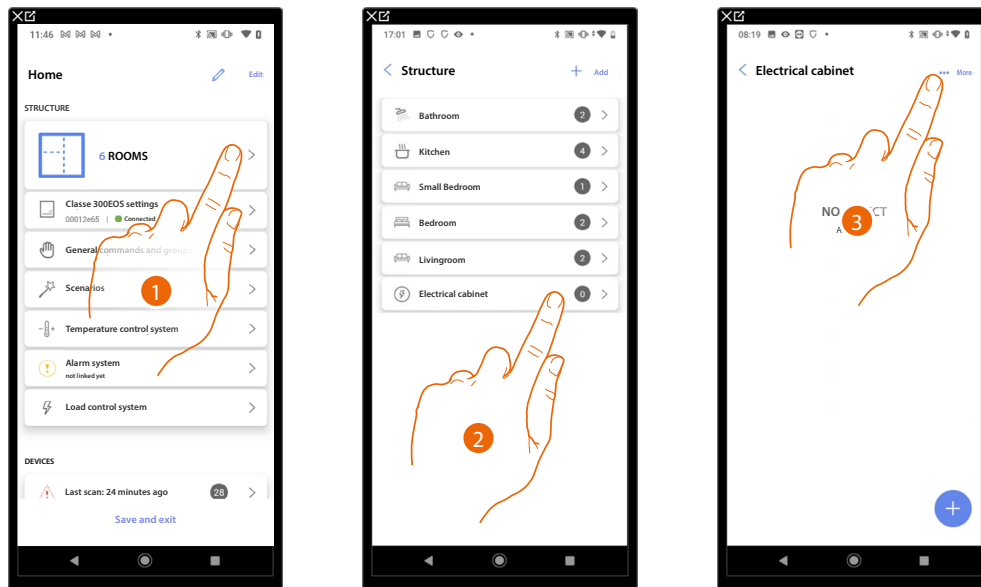 11:46
Home
Edit
STRUCTURE
6 ROOMS
Classe 300EOS settings
00012e65 | Connected
General commands and group
Scenarios
1
Temperature control system
Alarm system
not linked yet
Load control system
DEVICES
Last scan: 24 minutes ago
28
Save and exit
17:01
Structure
+ Add
Bathroom 2
Kitchen 4
Small Bedroom 1
Bedroom 2
Livingroom 2
Electrical cabinet 0
2
08:19
Electrical cabinet
More
NO CT
A
3